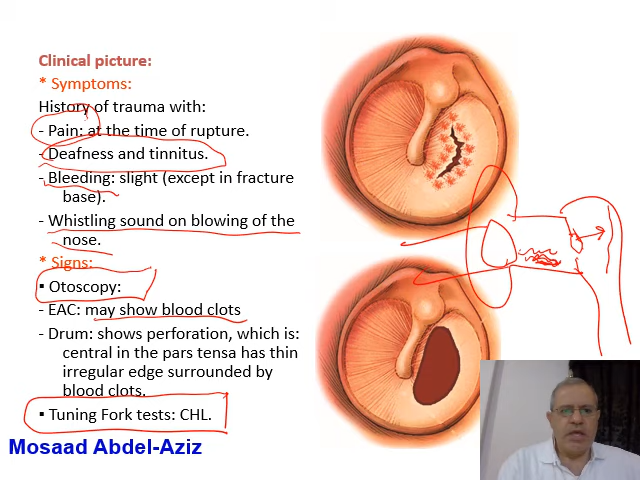 Clinical picture:
* Symptoms:
History of trauma with:
- Pain: at the time of rupture.
- Deafness and tinnitus.
- Bleeding: slight (except in fracture
base).
- Whistling sound on blowing of the
nose.
* Signs:
▪ Otoscopy:
- EAC: may show blood clots
- Drum: shows perforation, which is:
central in the pars tensa has thin
irregular edge surrounded by
blood clots.
▪ Tuning Fork tests: CHL.
Mosaad Abdel-Aziz